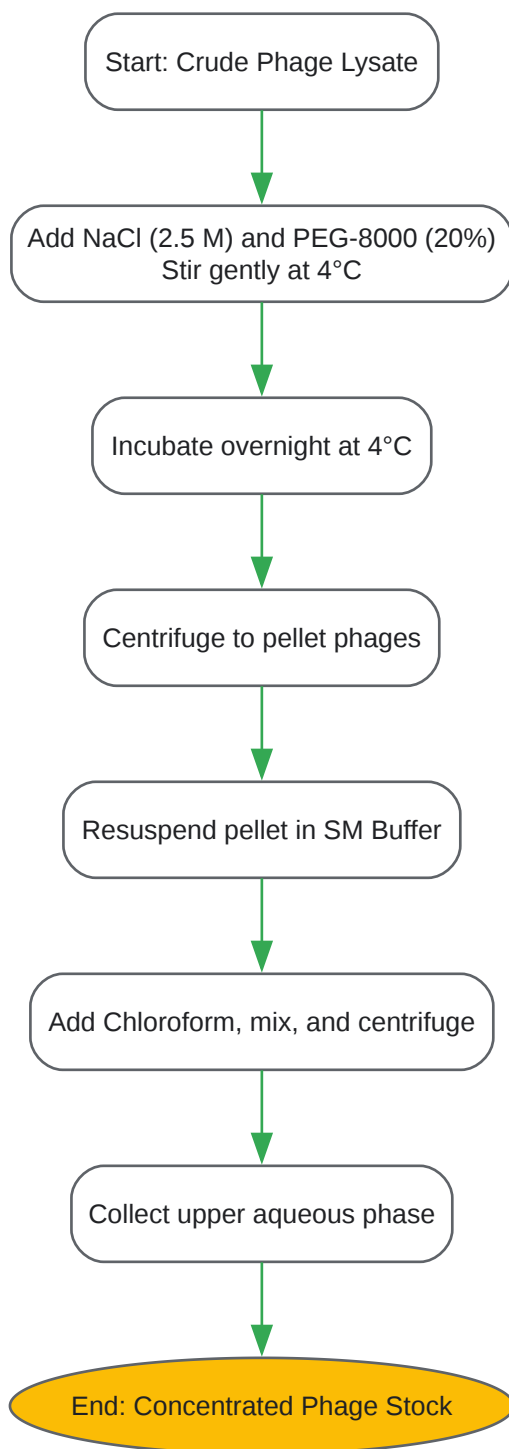 Start: Crude Phage Lysate
Add NaCl (2.5 M) and PEG-8000 (20%)
Stir gently at 4°C
Incubate overnight at 4°C
Centrifuge to pellet phages
Resuspend pellet in SM Buffer
Add Chloroform, mix, and centrifuge
Collect upper aqueous phase
End: Concentrated Phage Stock